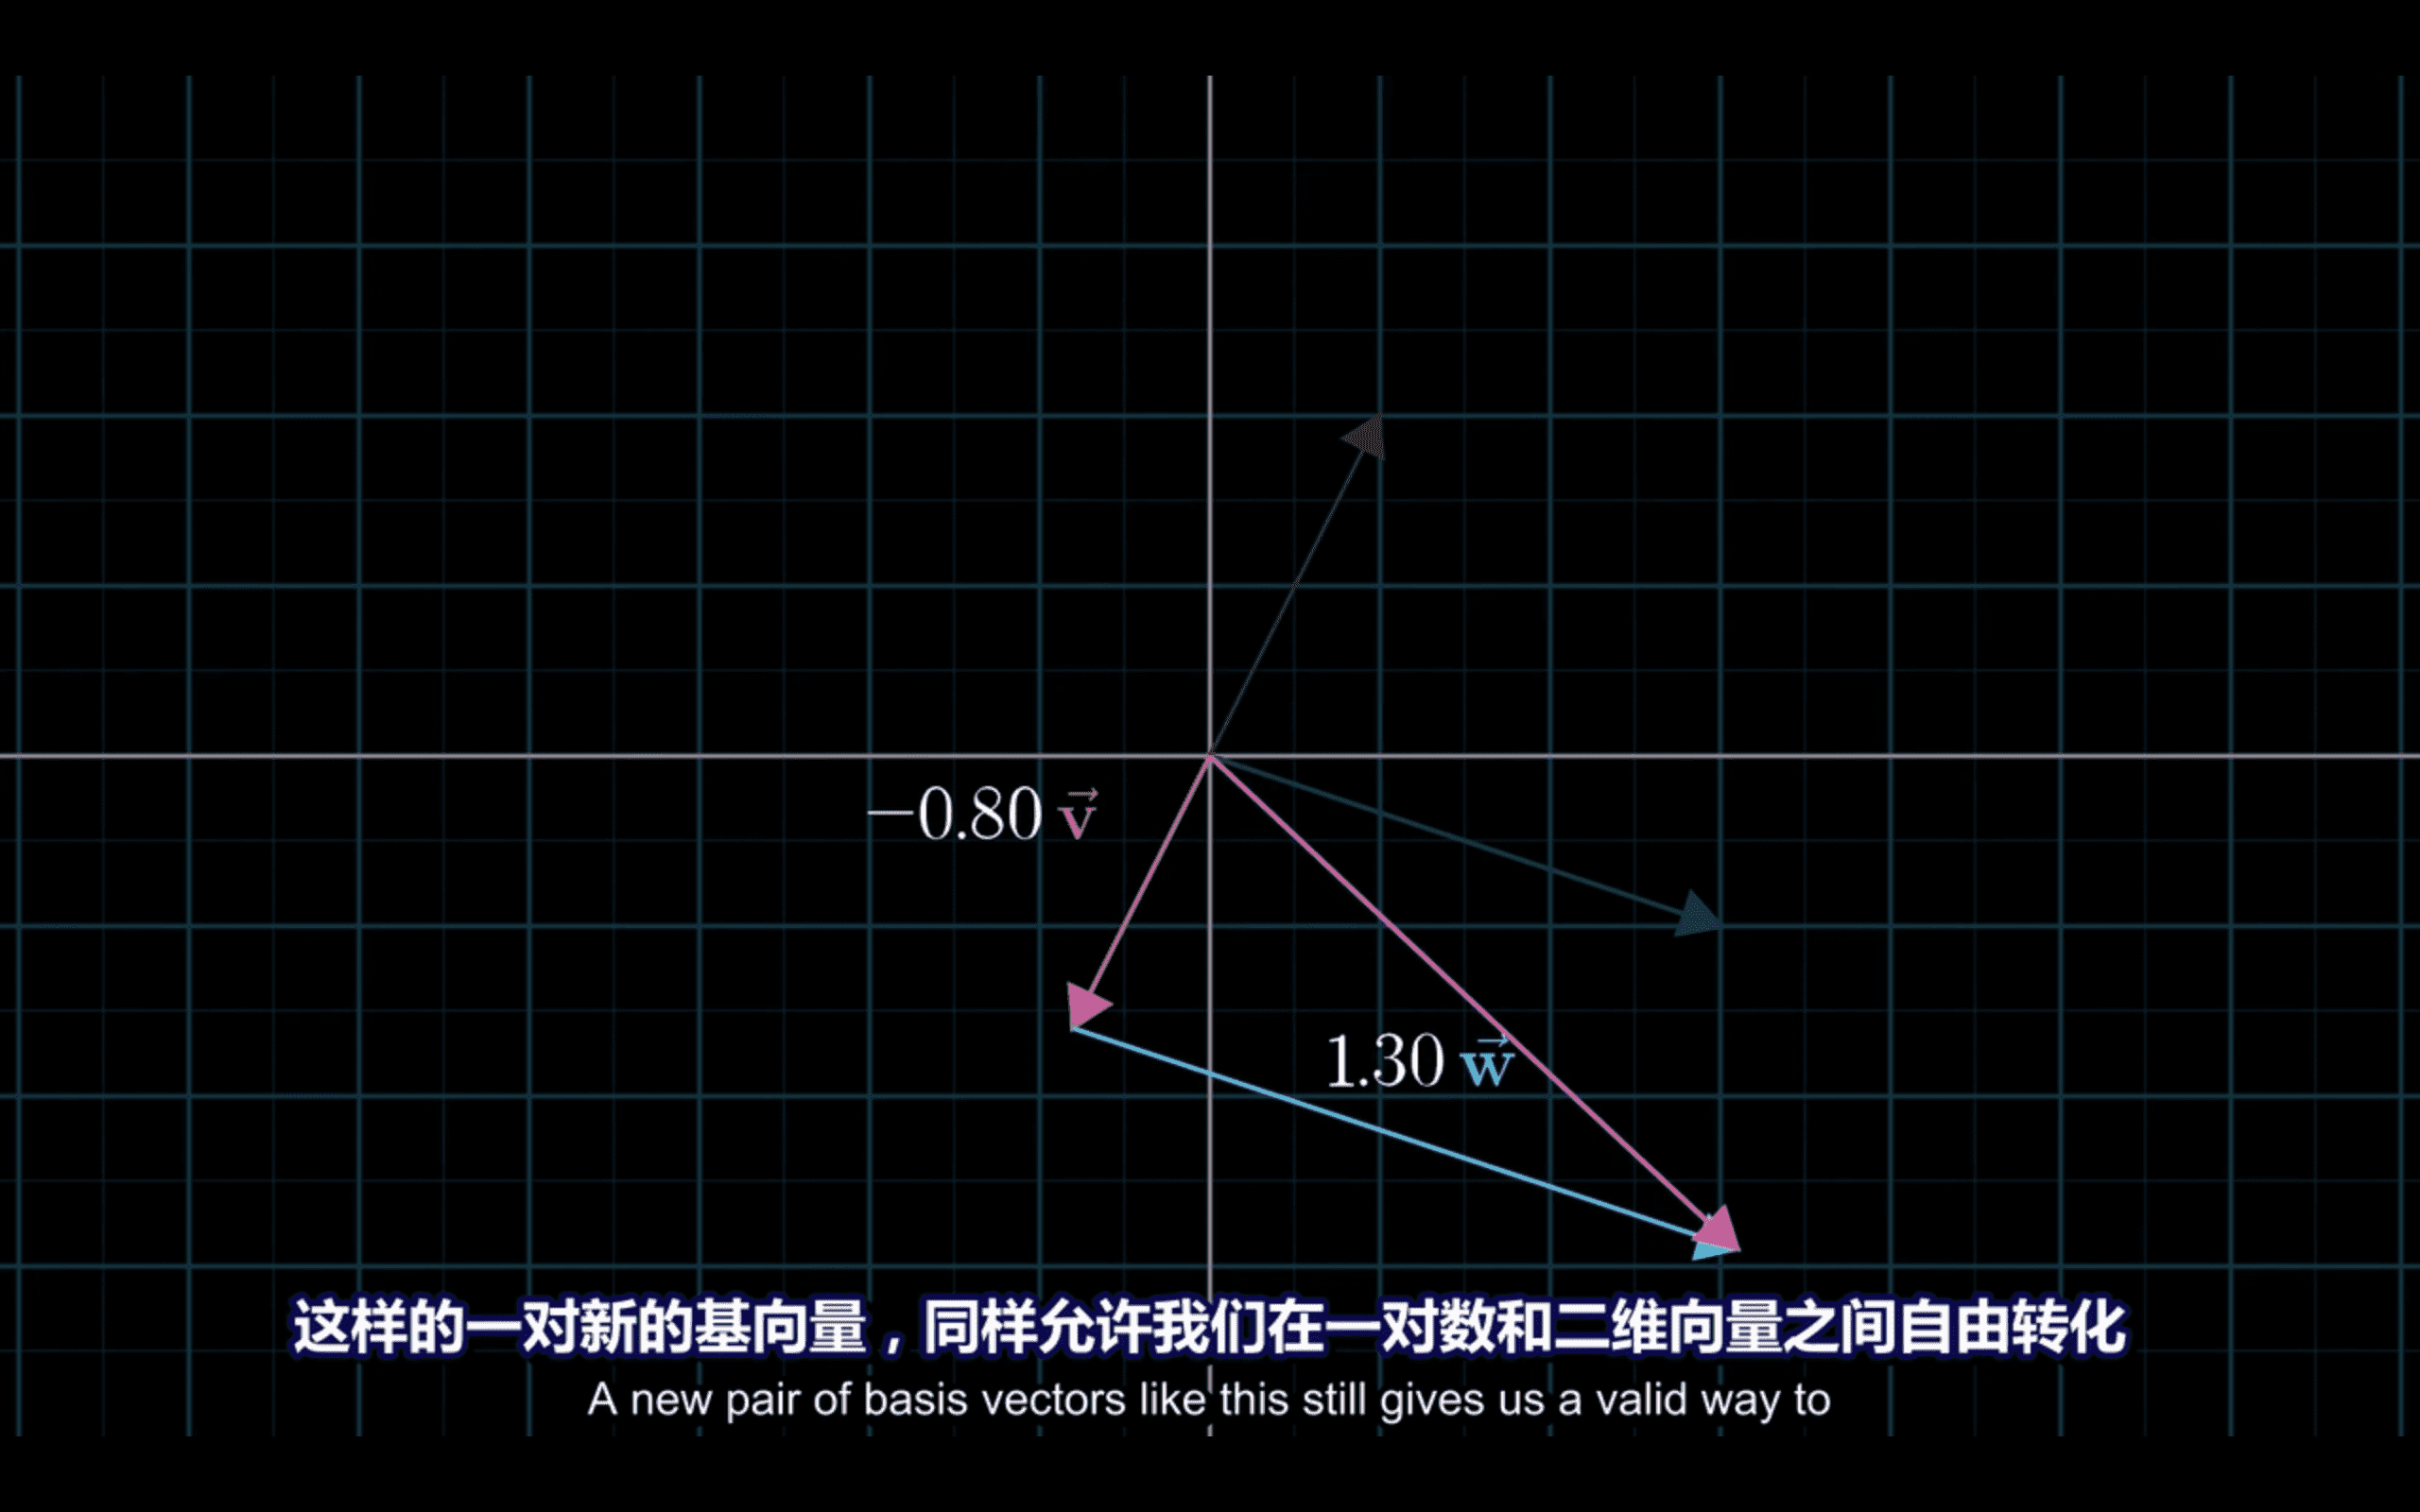 −0.80 v⃗
1.30 w⃗
这样的一对新的基向量，同样允许我们在一对数和二维向量之间自由转化
A new pair of basis vectors like this still gives us a valid way to